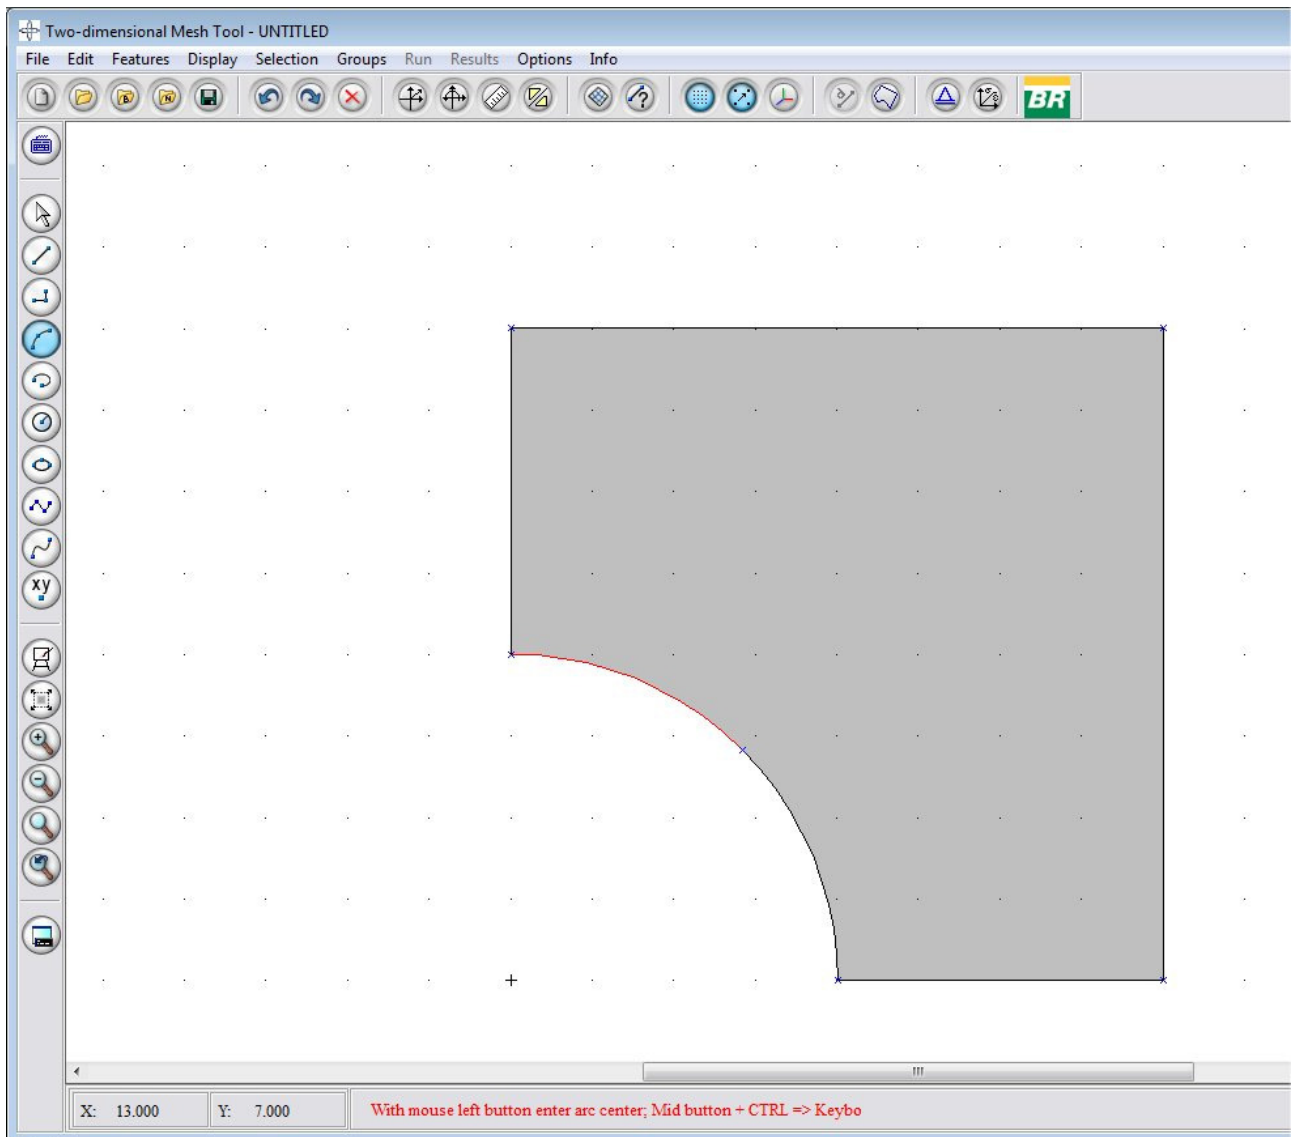 Two-dimensional Mesh Tool - UNTITLED
File Edit Features Display Selection Groups Run Results Options Info
B N ? BR
xy
X: 13.000 Y: 7.000 With mouse left button enter arc center; Mid button + CTRL => Keybo